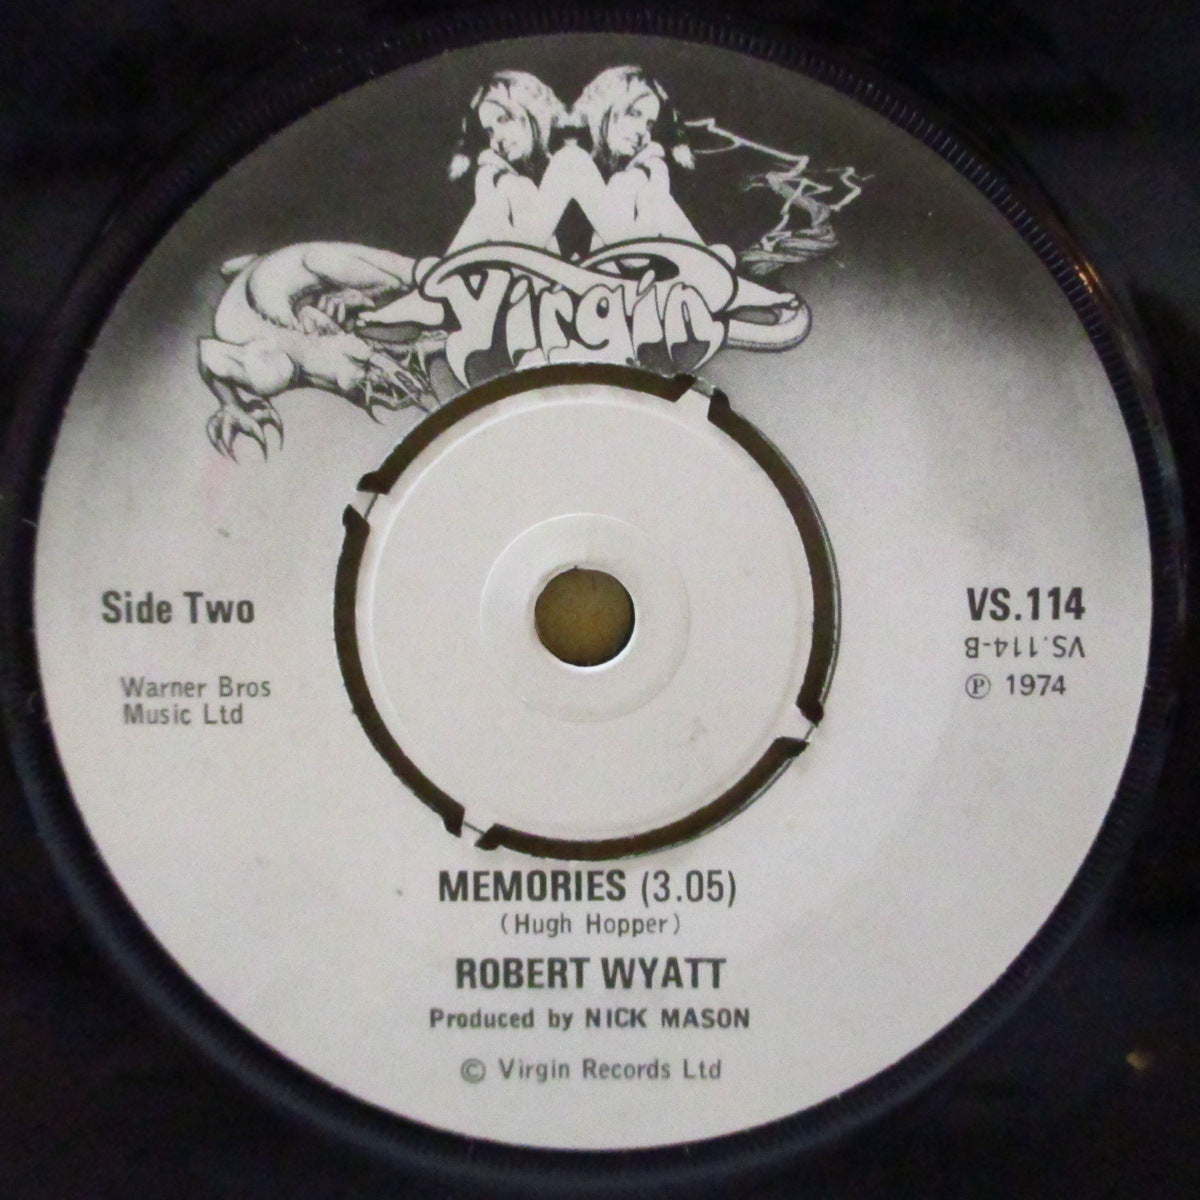 Virgin
Side Two
Warner Bros
Music Ltd
VS.114
VS.114-B
℗ 1974
MEMORIES (3.05)
(Hugh Hopper)
ROBERT WYATT
Produced by NICK MASON
© Virgin Records Ltd